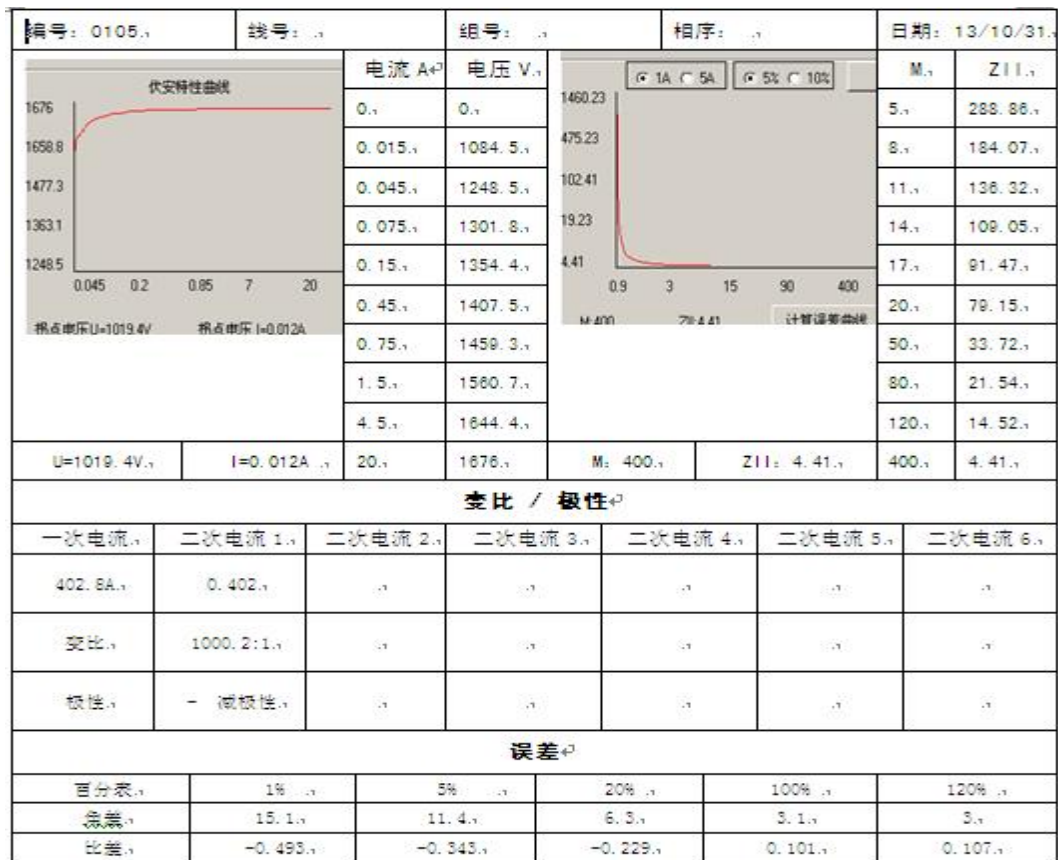 编号：0105 线号： 组号： 相序： 日期：13/10/31
伏安特性曲线
1676
1658.8
1477.3
1363.1
1248.5
0.045 0.2 0.85 7 20
拐点电压U=1019.4V 拐点电压 I=0.012A
电流 A 电压 V
0. 0.
0.015 1084.5
0.045 1248.5
0.075 1301.8
0.15 1354.4
0.45 1407.5
0.75 1459.3
1.5 1560.7
4.5 1644.4
1A 5A 5% 10%
1460.23
475.23
102.41
19.23
4.41
0.9 3 15 90 400
M:400 ZII:4.41 计算误差曲线
M ZII
5 288.86
8 184.07
11 136.32
14 109.05
17 91.47
20 79.15
50 33.72
80 21.54
120 14.52
U=1019.4V I=0.012A 20 1676 M：400 ZII：4.41 400 4.41
变比 / 极性
一次电流 二次电流 1 二次电流 2 二次电流 3 二次电流 4 二次电流 5 二次电流 6
402.8A 0.402
变比 1000.2:1
极性 - 减极性
误差
百分表 1% 5% 20% 100% 120%
角差 15.1 11.4 6.3 3.1 3
比差 -0.493 -0.343 -0.229 0.101 0.107